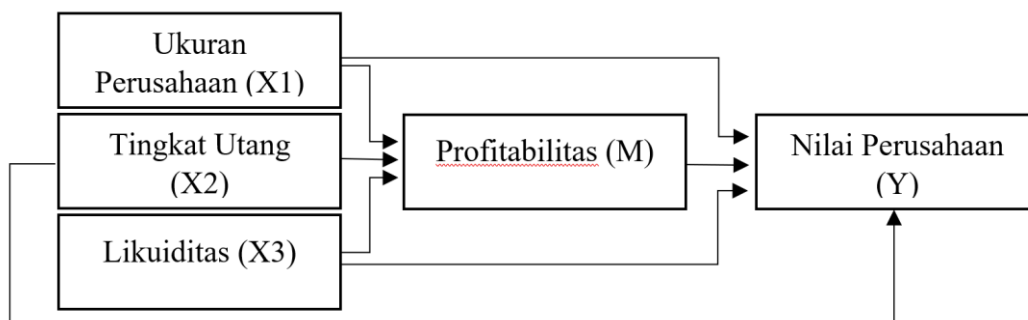 Ukuran
Perusahaan (X1)
Tingkat Utang
(X2)
Likuiditas (X3)
Profitabilitas (M)
Nilai Perusahaan
(Y)